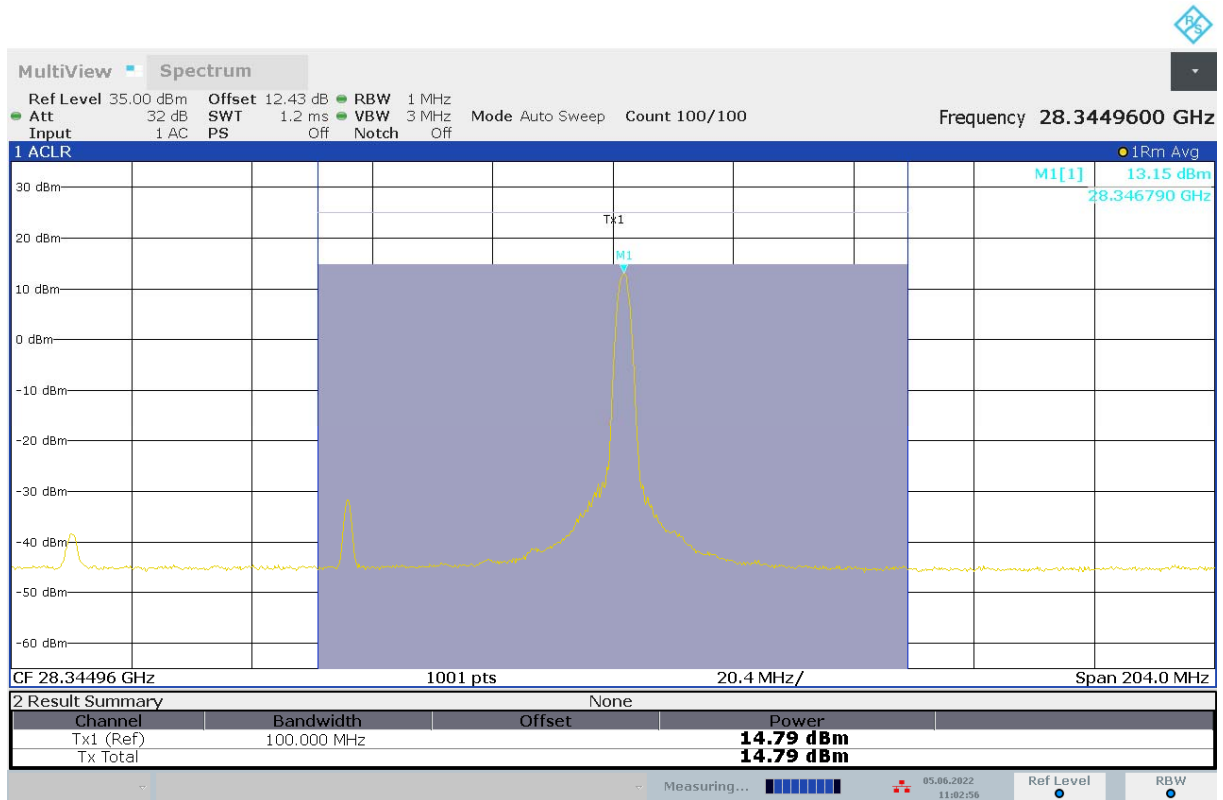 R&S
MultiView Spectrum
Ref Level 35.00 dBm Offset 12.43 dB RBW 1 MHz
Att 32 dB SWT 1.2 ms VBW 3 MHz Mode Auto Sweep Count 100/100 Frequency 28.3449600 GHz
Input 1 AC PS Off Notch Off
1 ACLR 1Rm Avg
M1[1] 13.15 dBm
28.346790 GHz
30 dBm
Tx1
20 dBm
M1
10 dBm
0 dBm
-10 dBm
-20 dBm
-30 dBm
-40 dBm
-50 dBm
-60 dBm
CF 28.34496 GHz 1001 pts 20.4 MHz/ Span 204.0 MHz
2 Result Summary None
Channel Bandwidth Offset Power
Tx1 (Ref) 100.000 MHz 14.79 dBm
Tx Total 14.79 dBm
Measuring... 05.06.2022 Ref Level RBW
11:02:56